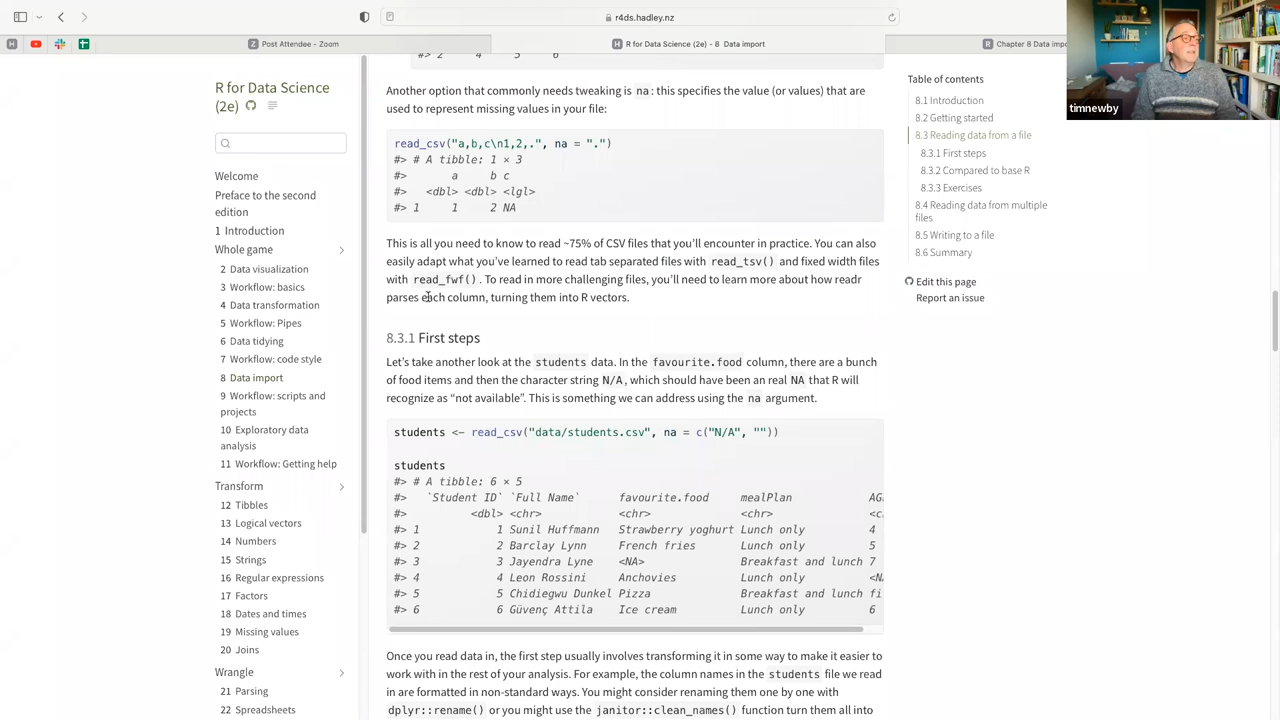 r4ds.hadley.nz
Post Attendee - Zoom
R for Data Science (2e) - 8 Data import
Chapter 8 Data impo
timnewby
R for Data Science
(2e)
Welcome
Preface to the second
edition
1 Introduction
Whole game
2 Data visualization
3 Workflow: basics
4 Data transformation
5 Workflow: Pipes
6 Data tidying
7 Workflow: code style
8 Data import
9 Workflow: scripts and
projects
10 Exploratory data
analysis
11 Workflow: Getting help
Transform
12 Tibbles
13 Logical vectors
14 Numbers
15 Strings
16 Regular expressions
17 Factors
18 Dates and times
19 Missing values
20 Joins
Wrangle
21 Parsing
22 Spreadsheets
#> 2 4 5 6
Another option that commonly needs tweaking is na: this specifies the value (or values) that are
used to represent missing values in your file:
read_csv("a,b,c\n1,2,.", na = ".")
#> # A tibble: 1 × 3
#> a b c
#> <dbl> <dbl> <lgl>
#> 1 1 2 NA
This is all you need to know to read ~75% of CSV files that you'll encounter in practice. You can also
easily adapt what you've learned to read tab separated files with read_tsv() and fixed width files
with read_fwf(). To read in more challenging files, you'll need to learn more about how readr
parses each column, turning them into R vectors.
8.3.1 First steps
Let's take another look at the students data. In the favourite.food column, there are a bunch
of food items and then the character string N/A, which should have been an real NA that R will
recognize as "not available". This is something we can address using the na argument.
students <- read_csv("data/students.csv", na = c("N/A", ""))
students
#> # A tibble: 6 × 5
#> `Student ID` `Full Name` favourite.food mealPlan AG
#> <dbl> <chr> <chr> <chr> <c
#> 1 1 Sunil Huffmann Strawberry yoghurt Lunch only 4
#> 2 2 Barclay Lynn French fries Lunch only 5
#> 3 3 Jayendra Lyne <NA> Breakfast and lunch 7
#> 4 4 Leon Rossini Anchovies Lunch only <N
#> 5 5 Chidiegwu Dunkel Pizza Breakfast and lunch fi
#> 6 6 Güvenç Attila Ice cream Lunch only 6
Once you read data in, the first step usually involves transforming it in some way to make it easier to
work with in the rest of your analysis. For example, the column names in the students file we read
in are formatted in non-standard ways. You might consider renaming them one by one with
dplyr::rename() or you might use the janitor::clean_names() function turn them all into
Table of contents
8.1 Introduction
8.2 Getting started
8.3 Reading data from a file
8.3.1 First steps
8.3.2 Compared to base R
8.3.3 Exercises
8.4 Reading data from multiple
files
8.5 Writing to a file
8.6 Summary
Edit this page
Report an issue